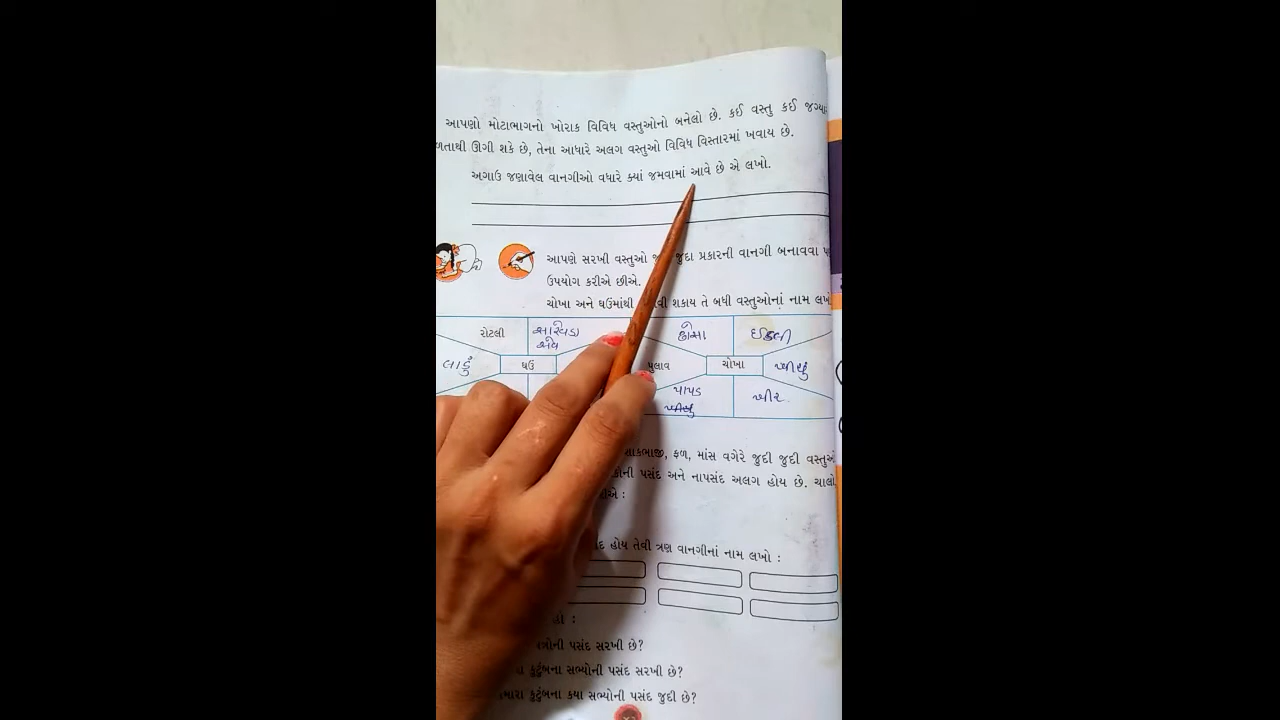 આપણો મોટાભાગનો ખોરાક વિવિધ વસ્તુઓનો બનેલો છે. કઈ વસ્તુ કઈ
ઊગી શકે છે, તેના આધારે અલગ વસ્તુઓ વિવિધ વિસ્તારમાં ખવાય છે.
અગાઉ જણાવેલ વાનગીઓ વધારે ક્યાં જમવામાં આવે છે એ લખો.
આપણે સરખી વસ્તુઓ જુદા પ્રકારની વાનગી બનાવવા
ઉપયોગ કરીએ છીએ.
ચોખા અને ઘઉંમાંથી શકાય તે બધી વસ્તુઓનાં નામ લખો
રોટલી સારેવડા ઢોસા ઈડલી
સેવ
લાડું ઘઉં પુલાવ ચોખા ખીચું
પાપડ ખીર
શાકભાજી, ફળ, માંસ વગેરે જુદી જુદી વસ્તુઓ
પસંદ અને નાપસંદ અલગ હોય છે. ચાલો
હોય તેવી ત્રણ વાનગીનાં નામ લખો :
પસંદ સરખી છે?
કુટુંબના સભ્યોની પસંદ સરખી છે?
કુટુંબના કયા સભ્યોની પસંદ જુદી છે?